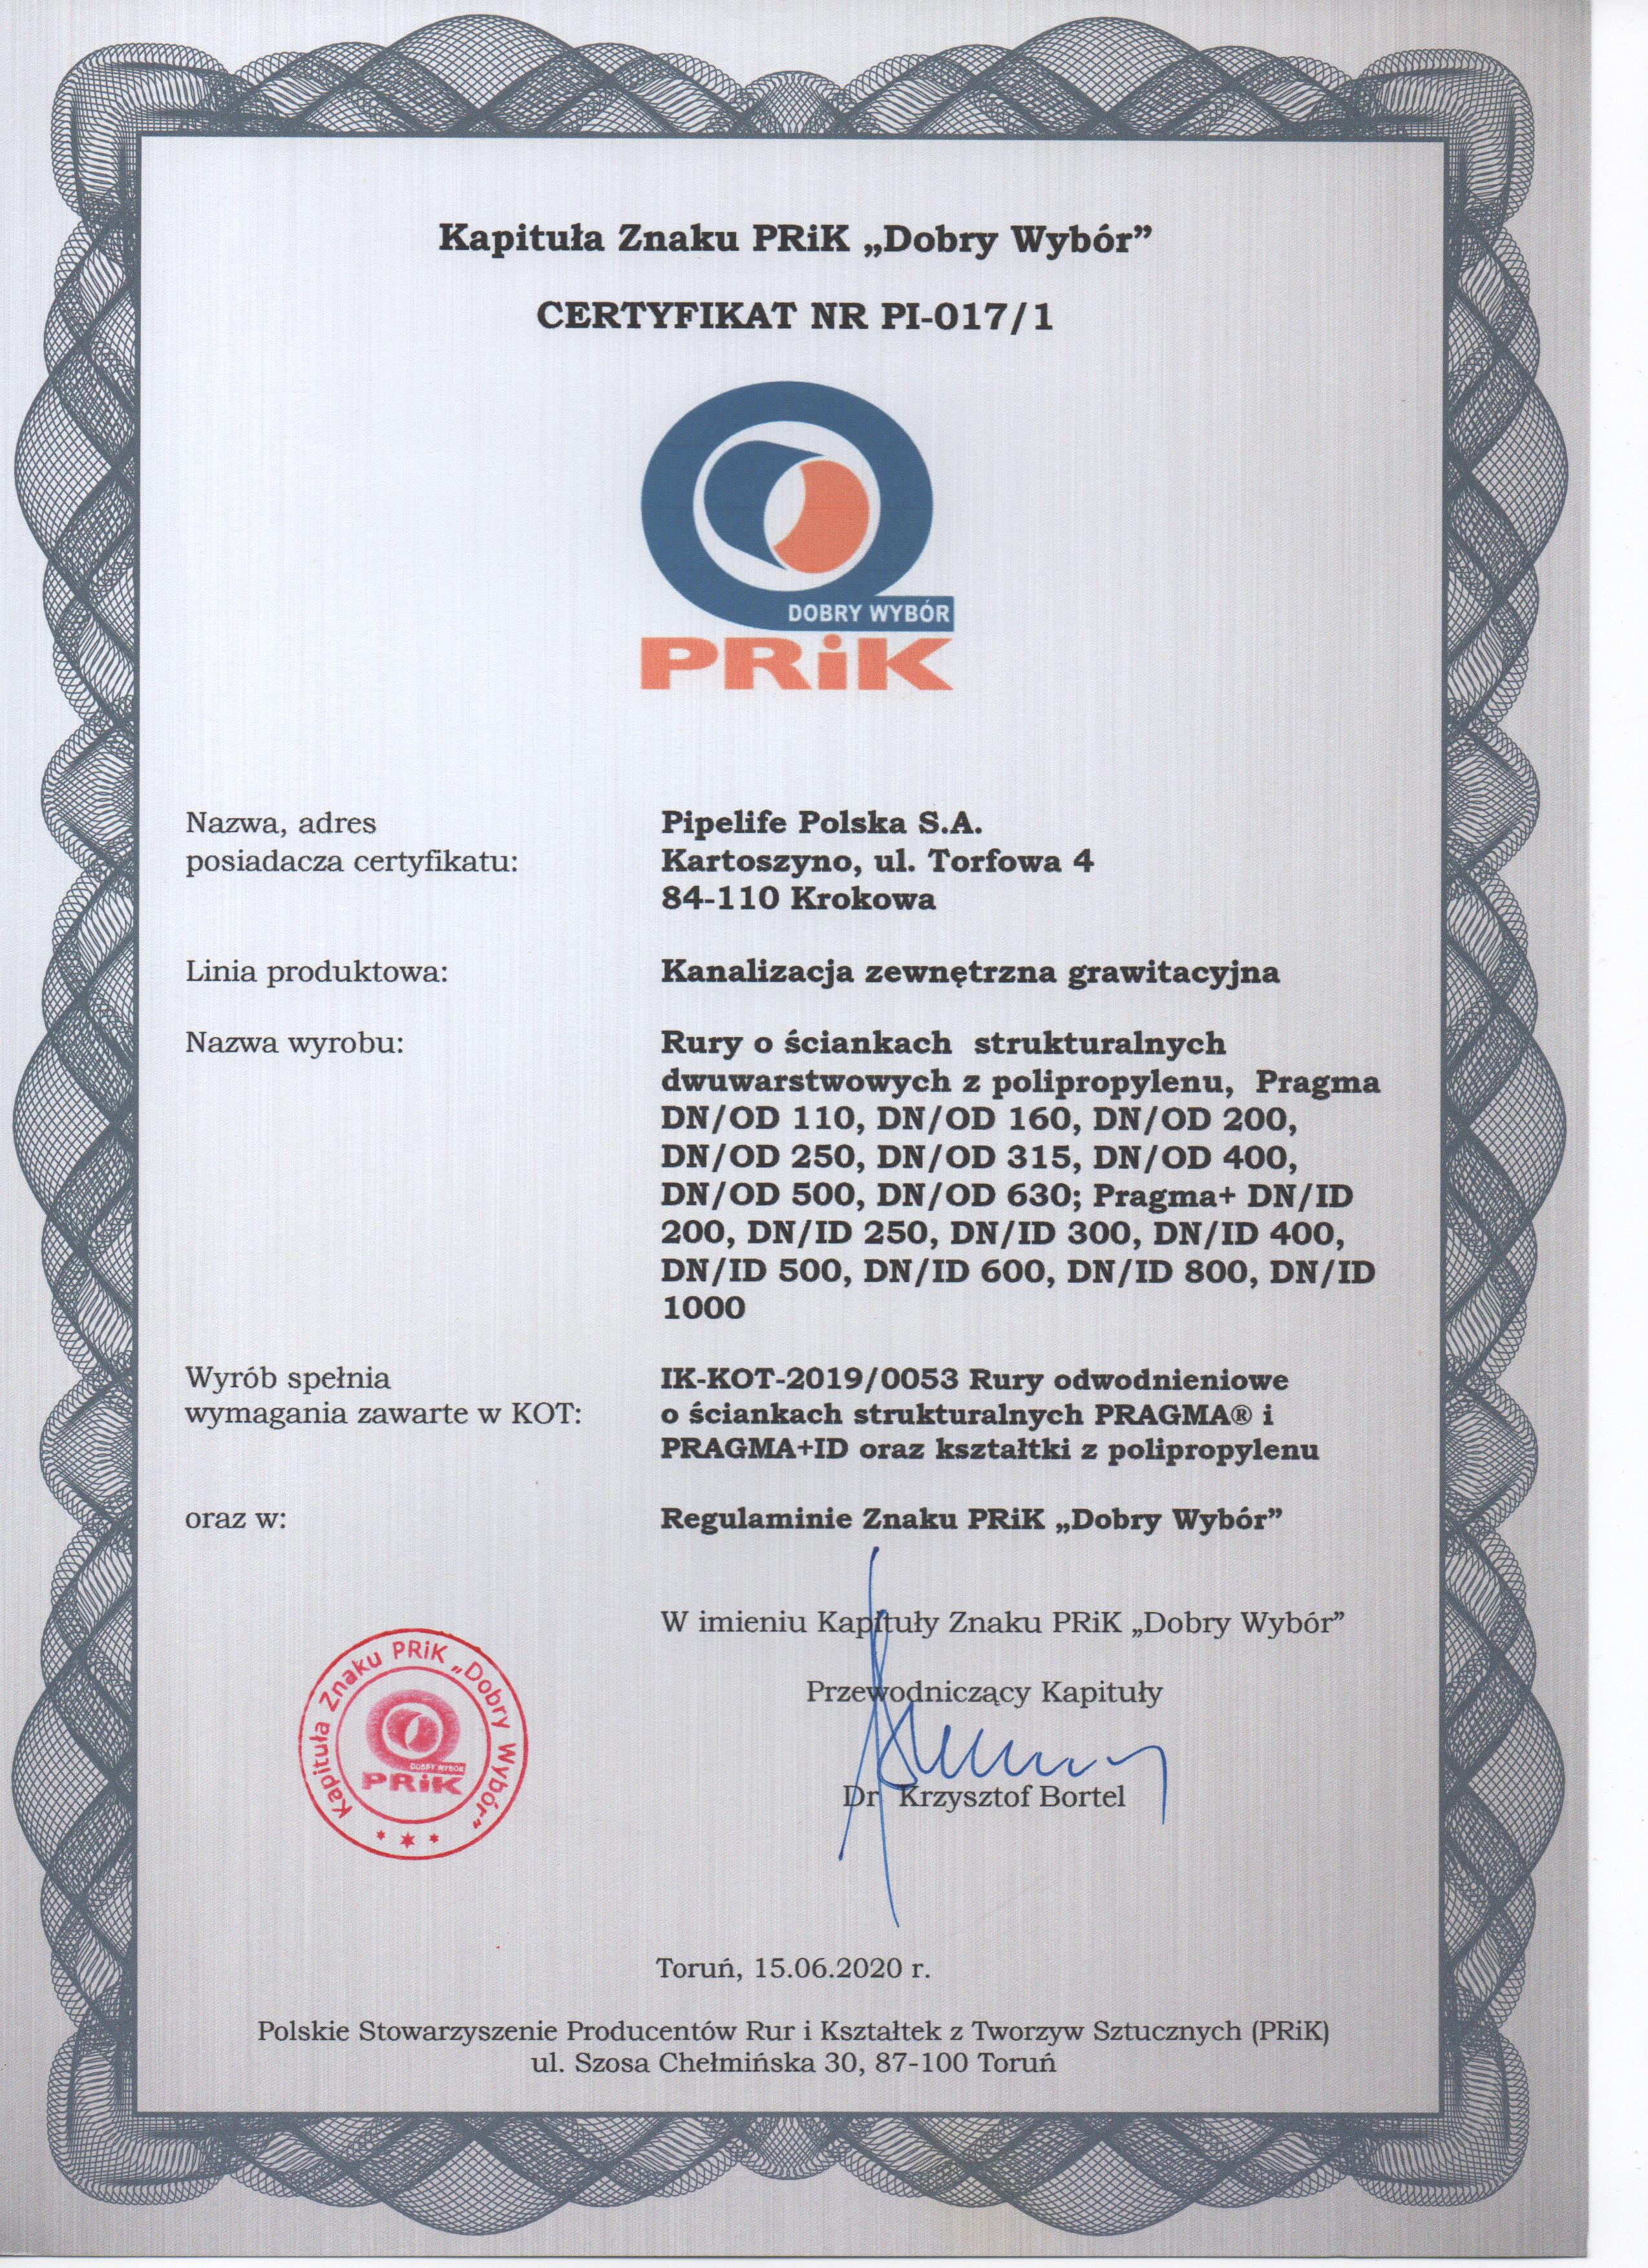 Kapituła Znaku PRiK „Dobry Wybór”
CERTYFIKAT NR PI-017/1
DOBRY WYBÓR
PRiK
Nazwa, adres
posiadacza certyfikatu:
Pipelife Polska S.A.
Kartoszyno, ul. Torfowa 4
84-110 Krokowa
Linia produktowa:
Kanalizacja zewnętrzna grawitacyjna
Nazwa wyrobu:
Rury o ściankach strukturalnych
dwuwarstwowych z polipropylenu, Pragma
DN/OD 110, DN/OD 160, DN/OD 200,
DN/OD 250, DN/OD 315, DN/OD 400,
DN/OD 500, DN/OD 630; Pragma+ DN/ID
200, DN/ID 250, DN/ID 300, DN/ID 400,
DN/ID 500, DN/ID 600, DN/ID 800, DN/ID
1000
Wyrób spełnia
wymagania zawarte w KOT:
IK-KOT-2019/0053 Rury odwodnieniowe
o ściankach strukturalnych PRAGMA® i
PRAGMA+ID oraz kształtki z polipropylenu
oraz w:
Regulaminie Znaku PRiK „Dobry Wybór”
W imieniu Kapituły Znaku PRiK „Dobry Wybór”
Przewodniczący Kapituły
Dr Krzysztof Bortel
Kapituła Znaku PRiK „Dobry Wybór”
DOBRY WYBÓR
PRiK
Toruń, 15.06.2020 r.
Polskie Stowarzyszenie Producentów Rur i Kształtek z Tworzyw Sztucznych (PRiK)
ul. Szosa Chełmińska 30, 87-100 Toruń